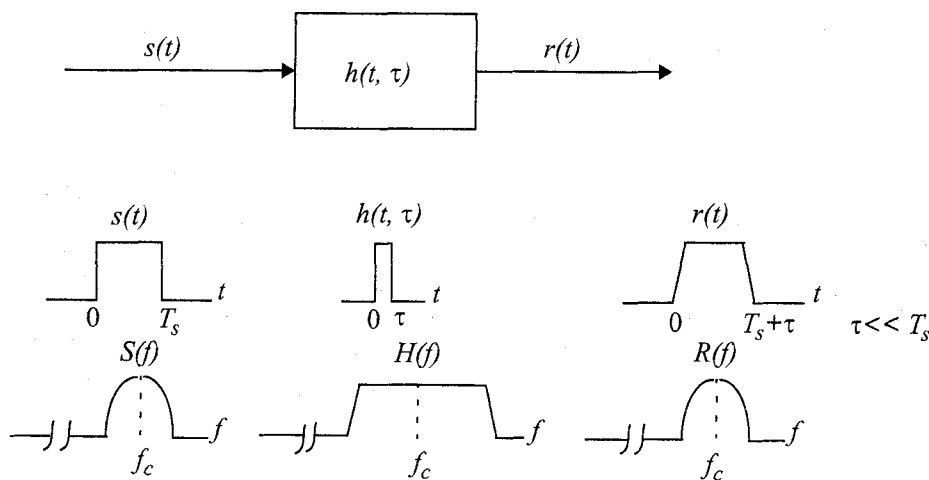 s(t) r(t)
h(t, τ)
s(t) h(t, τ) r(t)
t t t
0 T_s 0 τ 0 T_s+τ τ<< T_s
S(f) H(f) R(f)
f f f
f_c f_c f_c